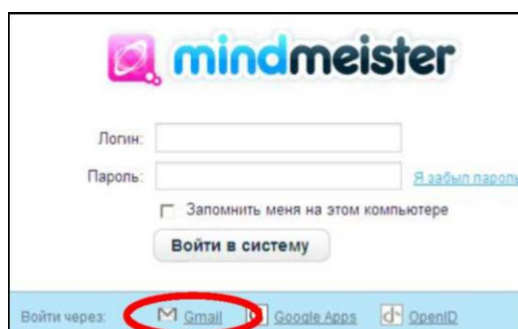 mindmeister
Логин:
Пароль:
Я забыл пароль
Запомнить меня на этом компьютере
Войти в систему
Войти через: Gmail Google Apps OpenID